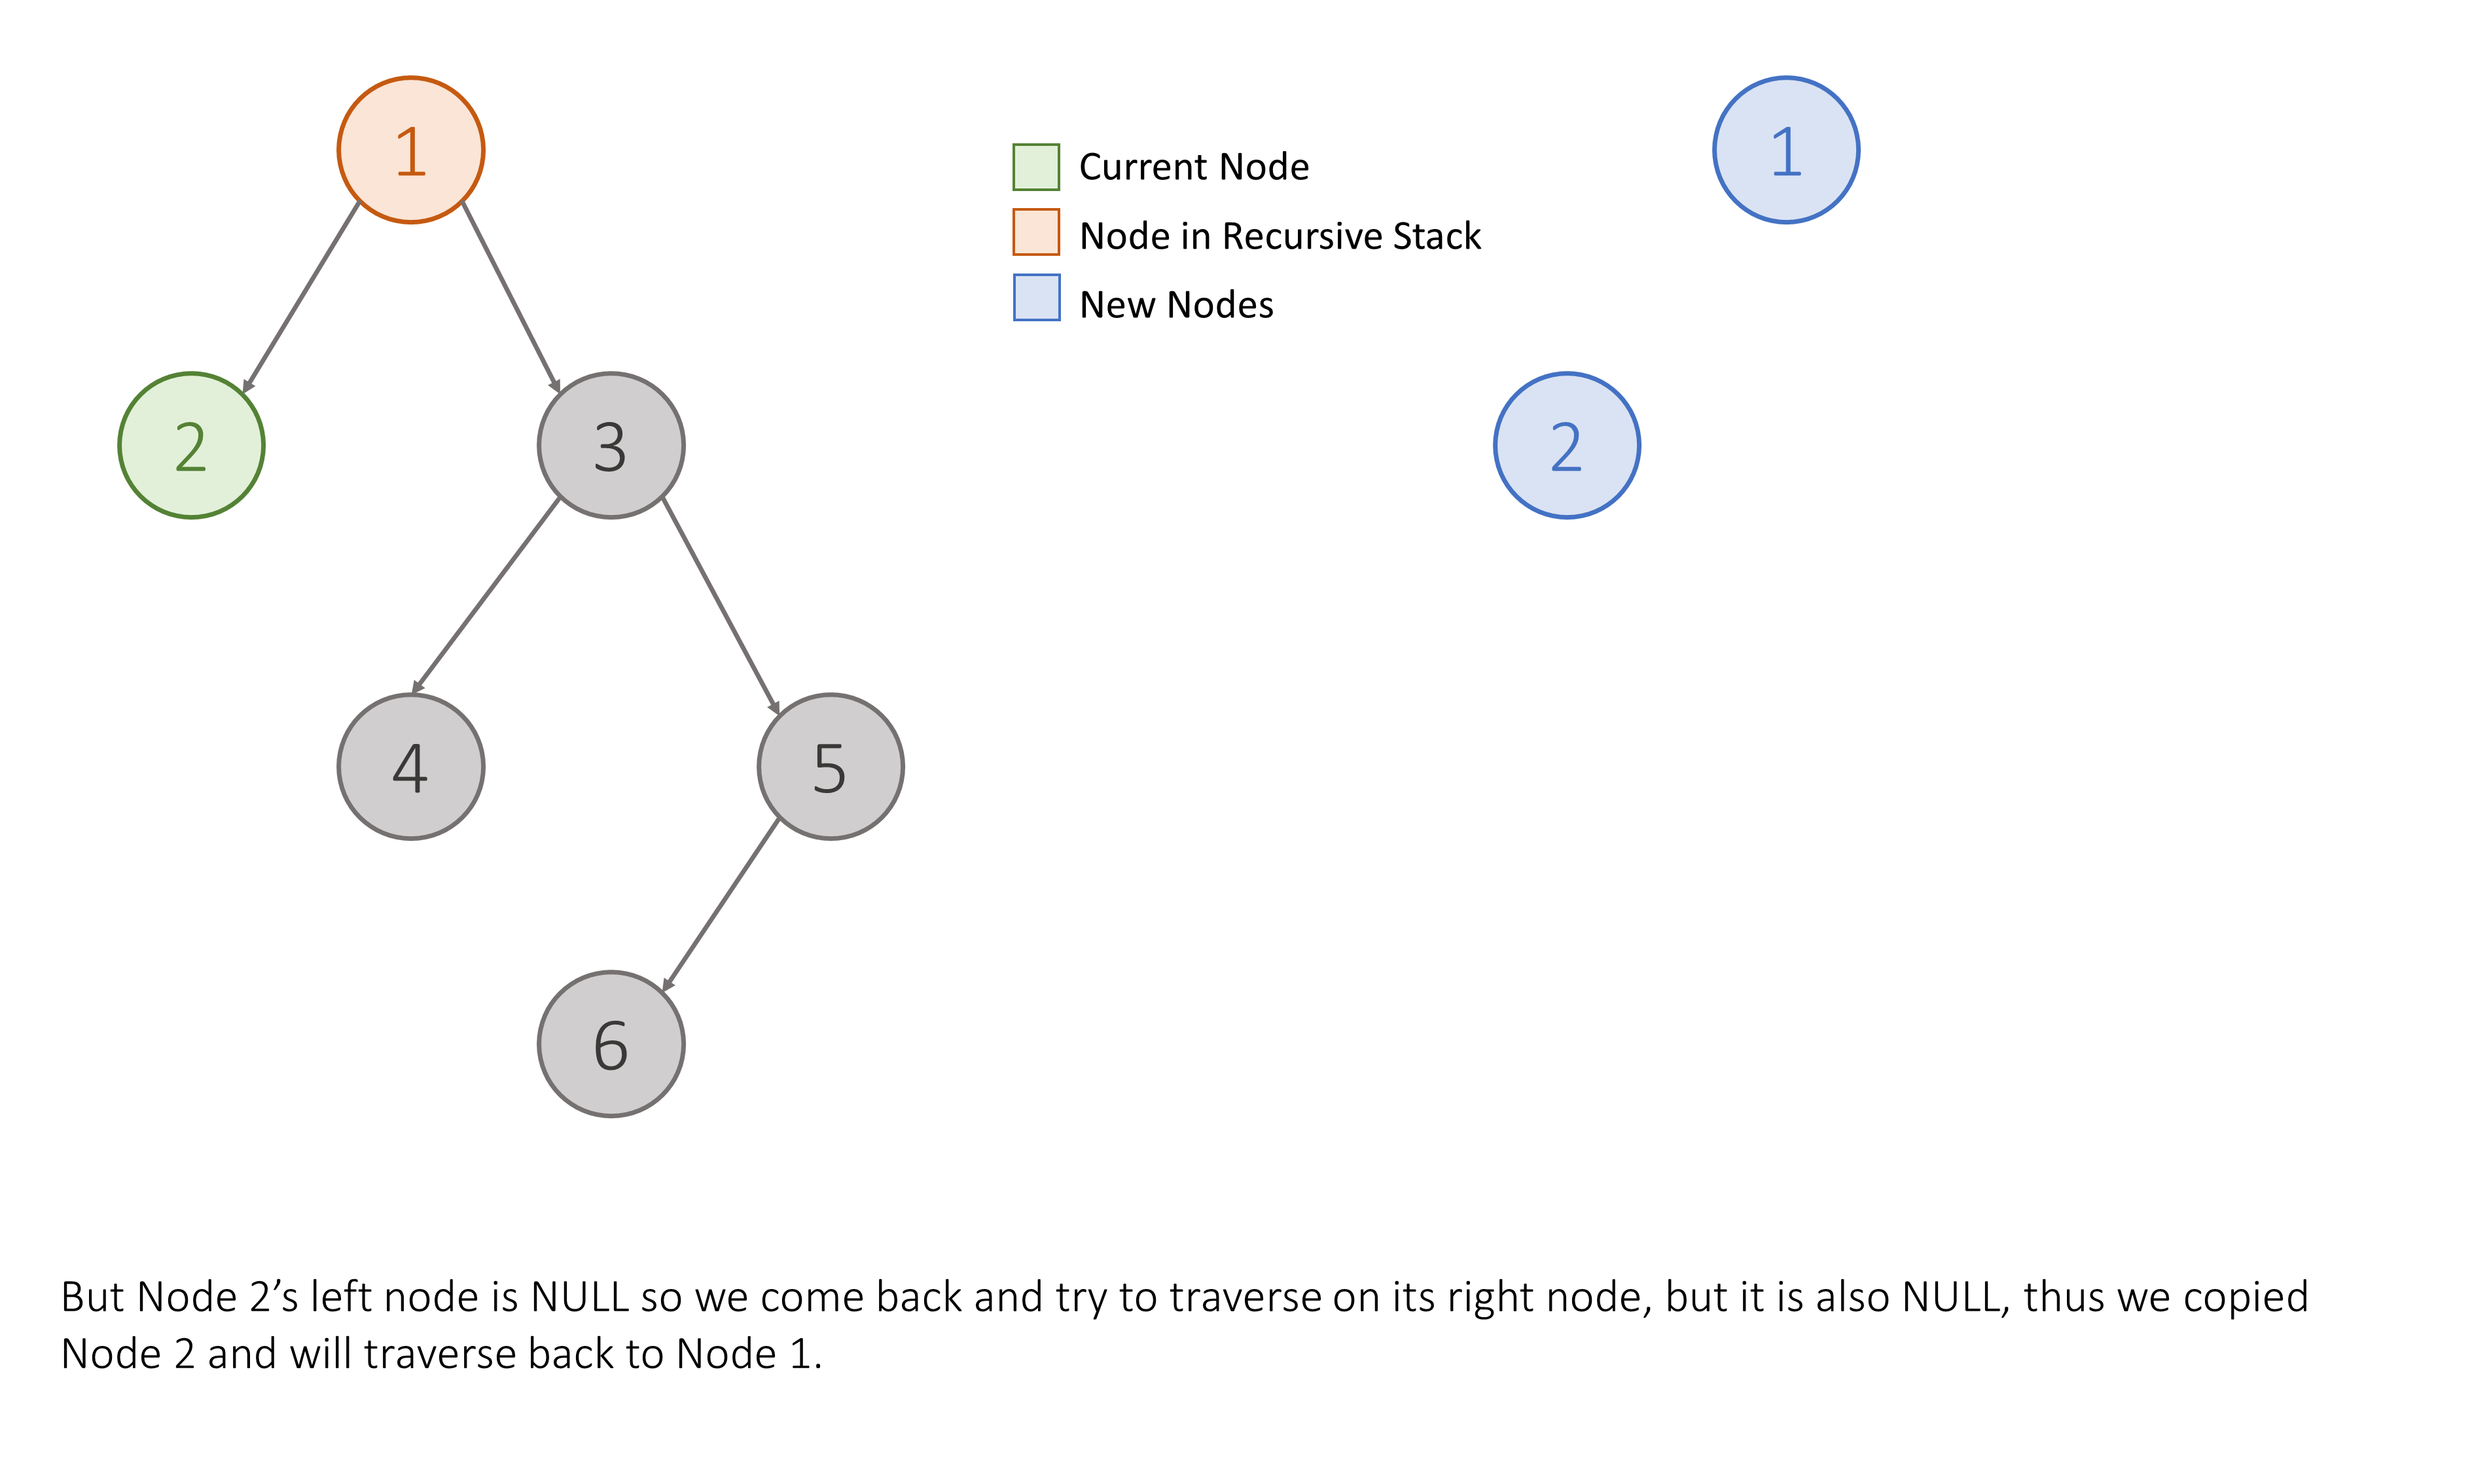 1
1
Current Node
Node in Recursive Stack
New Nodes
2
3
2
4
5
6
But Node 2’s left node is NULL so we come back and try to traverse on its right node, but it is also NULL, thus we copied
Node 2 and will traverse back to Node 1.